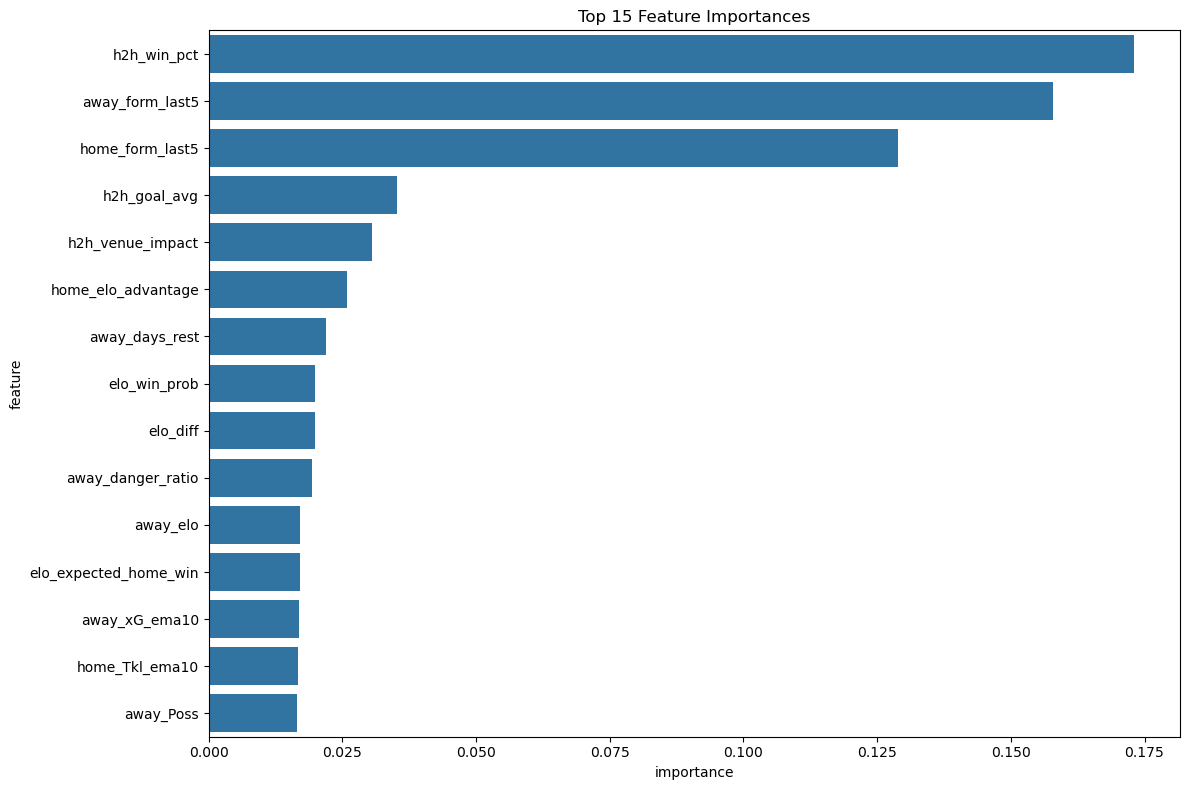 Top 15 Feature Importances
feature
h2h_win_pct
away_form_last5
home_form_last5
h2h_goal_avg
h2h_venue_impact
home_elo_advantage
away_days_rest
elo_win_prob
elo_diff
away_danger_ratio
away_elo
elo_expected_home_win
away_xG_ema10
home_Tkl_ema10
away_Poss
0.000 0.025 0.050 0.075 0.100 0.125 0.150 0.175
importance